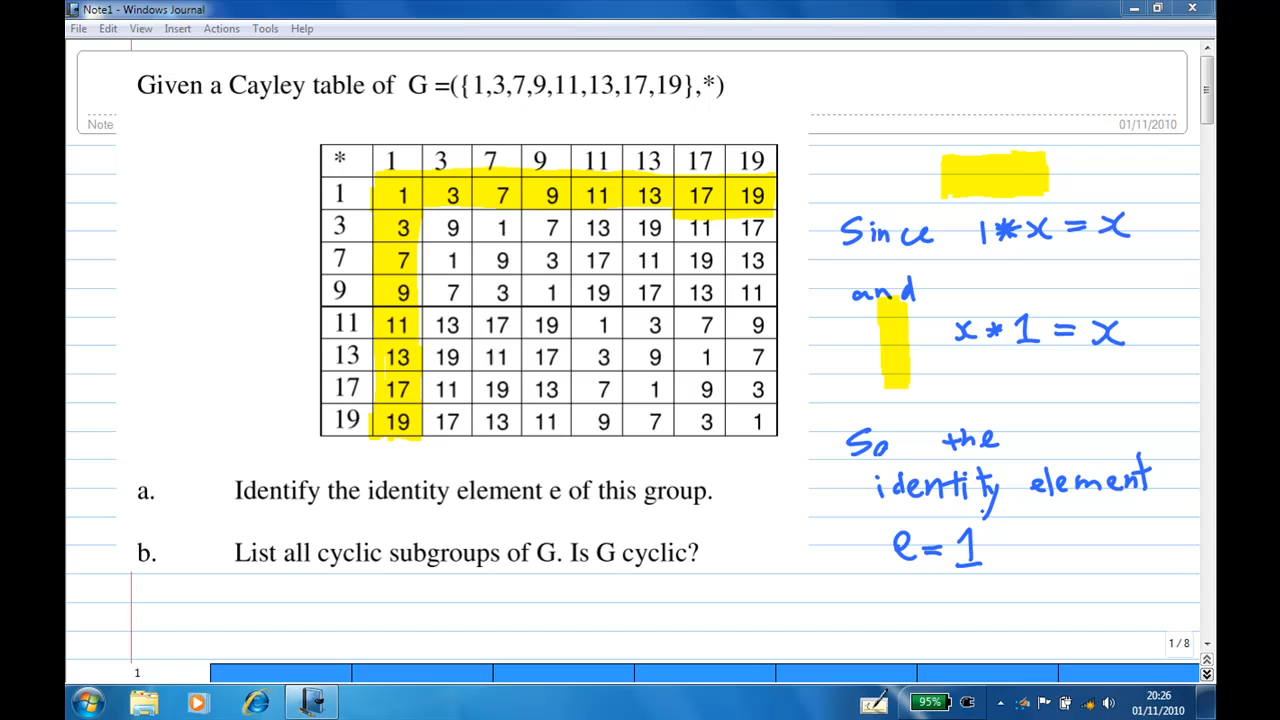 Note1 - Windows Journal
File Edit View Insert Actions Tools Help
Given a Cayley table of G =({1,3,7,9,11,13,17,19},*)
Note
01/11/2010
* 1 3 7 9 11 13 17 19
1 1 3 7 9 11 13 17 19
3 3 9 1 7 13 19 11 17
7 7 1 9 3 17 11 19 13
9 9 7 3 1 19 17 13 11
11 11 13 17 19 1 3 7 9
13 13 19 11 17 3 9 1 7
17 17 11 19 13 7 1 9 3
19 19 17 13 11 9 7 3 1
Since 1*x = x
and
x * 1 = x
So the
identity element
e = 1
a. Identify the identity element e of this group.
b. List all cyclic subgroups of G. Is G cyclic?
1 / 8
1
95%
20:26
01/11/2010